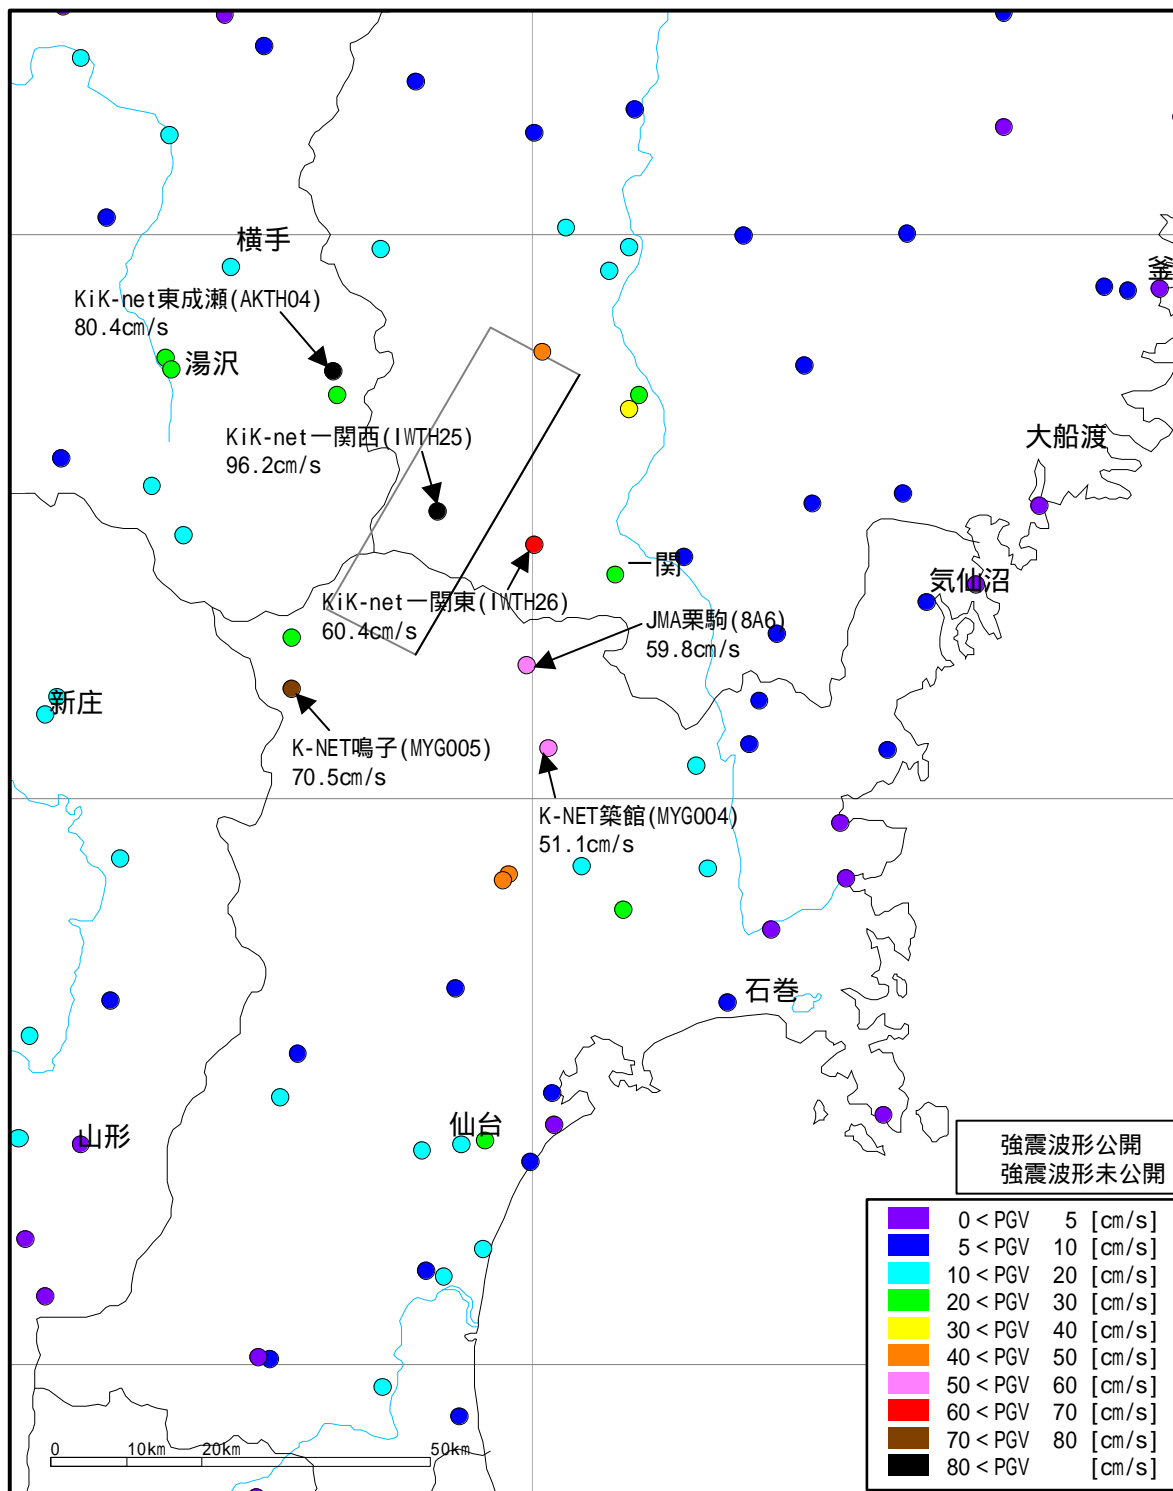 横手
釜
KiK-net東成瀬(AKTH04)
80.4cm/s
湯沢
KiK-net一関西(IWTH25)
96.2cm/s
大船渡
一関
気仙沼
KiK-net一関東(IWTH26)
60.4cm/s
JMA栗駒(8A6)
59.8cm/s
新庄
K-NET鳴子(MYG005)
70.5cm/s
K-NET築館(MYG004)
51.1cm/s
石巻
仙台
山形
強震波形公開
強震波形未公開
0 < PGV 5 [cm/s]
5 < PGV 10 [cm/s]
10 < PGV 20 [cm/s]
20 < PGV 30 [cm/s]
30 < PGV 40 [cm/s]
40 < PGV 50 [cm/s]
50 < PGV 60 [cm/s]
60 < PGV 70 [cm/s]
70 < PGV 80 [cm/s]
80 < PGV [cm/s]
0 10km 20km 50km